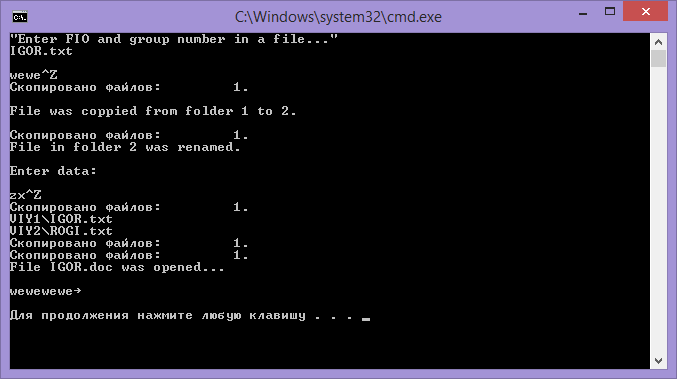 C:\Windows\system32\cmd.exe
"Enter FIO and group number in a file..."
IGOR.txt
wewe^Z
Скопировано файлов: 1.
File was coppied from folder 1 to 2.
Скопировано файлов: 1.
File in folder 2 was renamed.
Enter data:
zx^Z
Скопировано файлов: 1.
VIY1\IGOR.txt
VIY2\ROGI.txt
Скопировано файлов: 1.
Скопировано файлов: 1.
File IGOR.doc was opened...
wewewewe→
Для продолжения нажмите любую клавишу . . . _